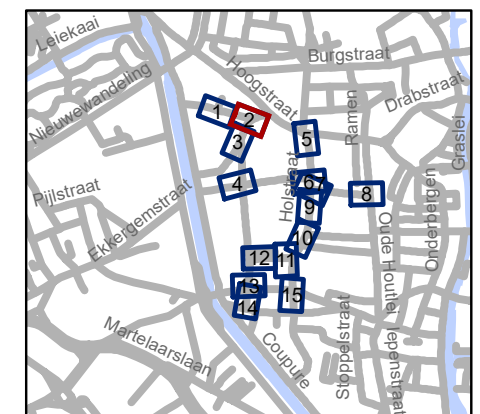 Leiekaai
Burgstraat
Hoogstraat
Nieuwewandeling
Drabstraat
Ramen
Graslei
1
2
3
5
Pijlstraat
4
Holstraat
6
7
8
9
Ekkergemstraat
Onderbergen
10
Oude Houtlei
12
11
13
15
14
Martelaarslaan
Coupure
Stoppelstraat
Iepenstraat